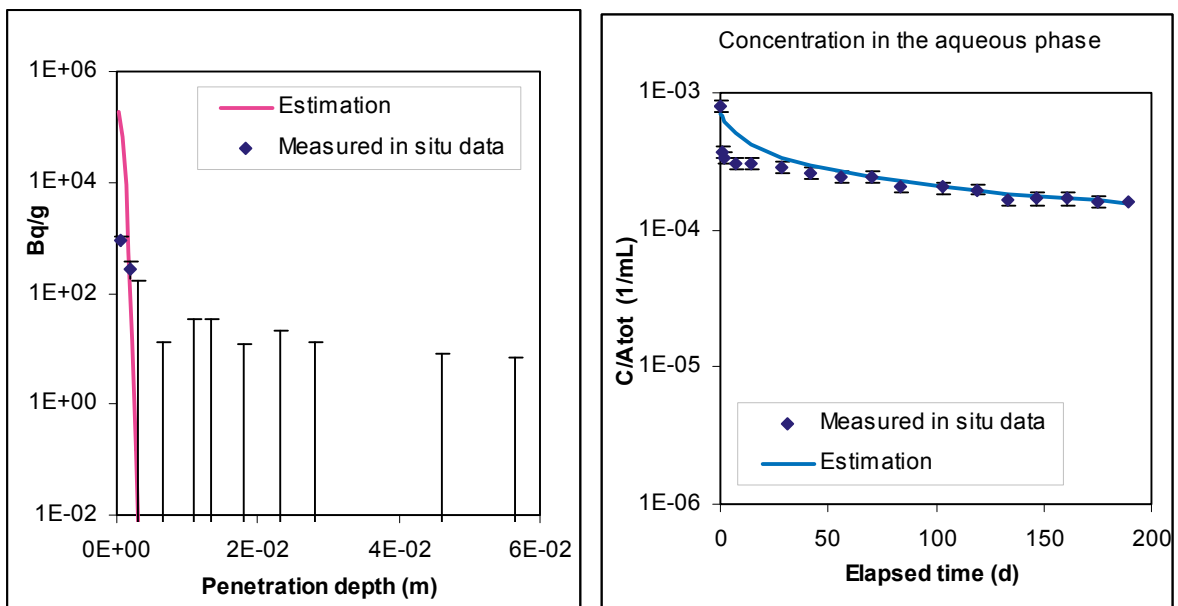 1E+06
1E+04
1E+02
1E+00
1E-02
Bq/g
Estimation
Measured in situ data
0E+00 2E-02 4E-02 6E-02
Penetration depth (m)
Concentration in the aqueous phase
1E-03
1E-04
1E-05
1E-06
C/Atot (1/mL)
Measured in situ data
Estimation
0 50 100 150 200
Elapsed time (d)